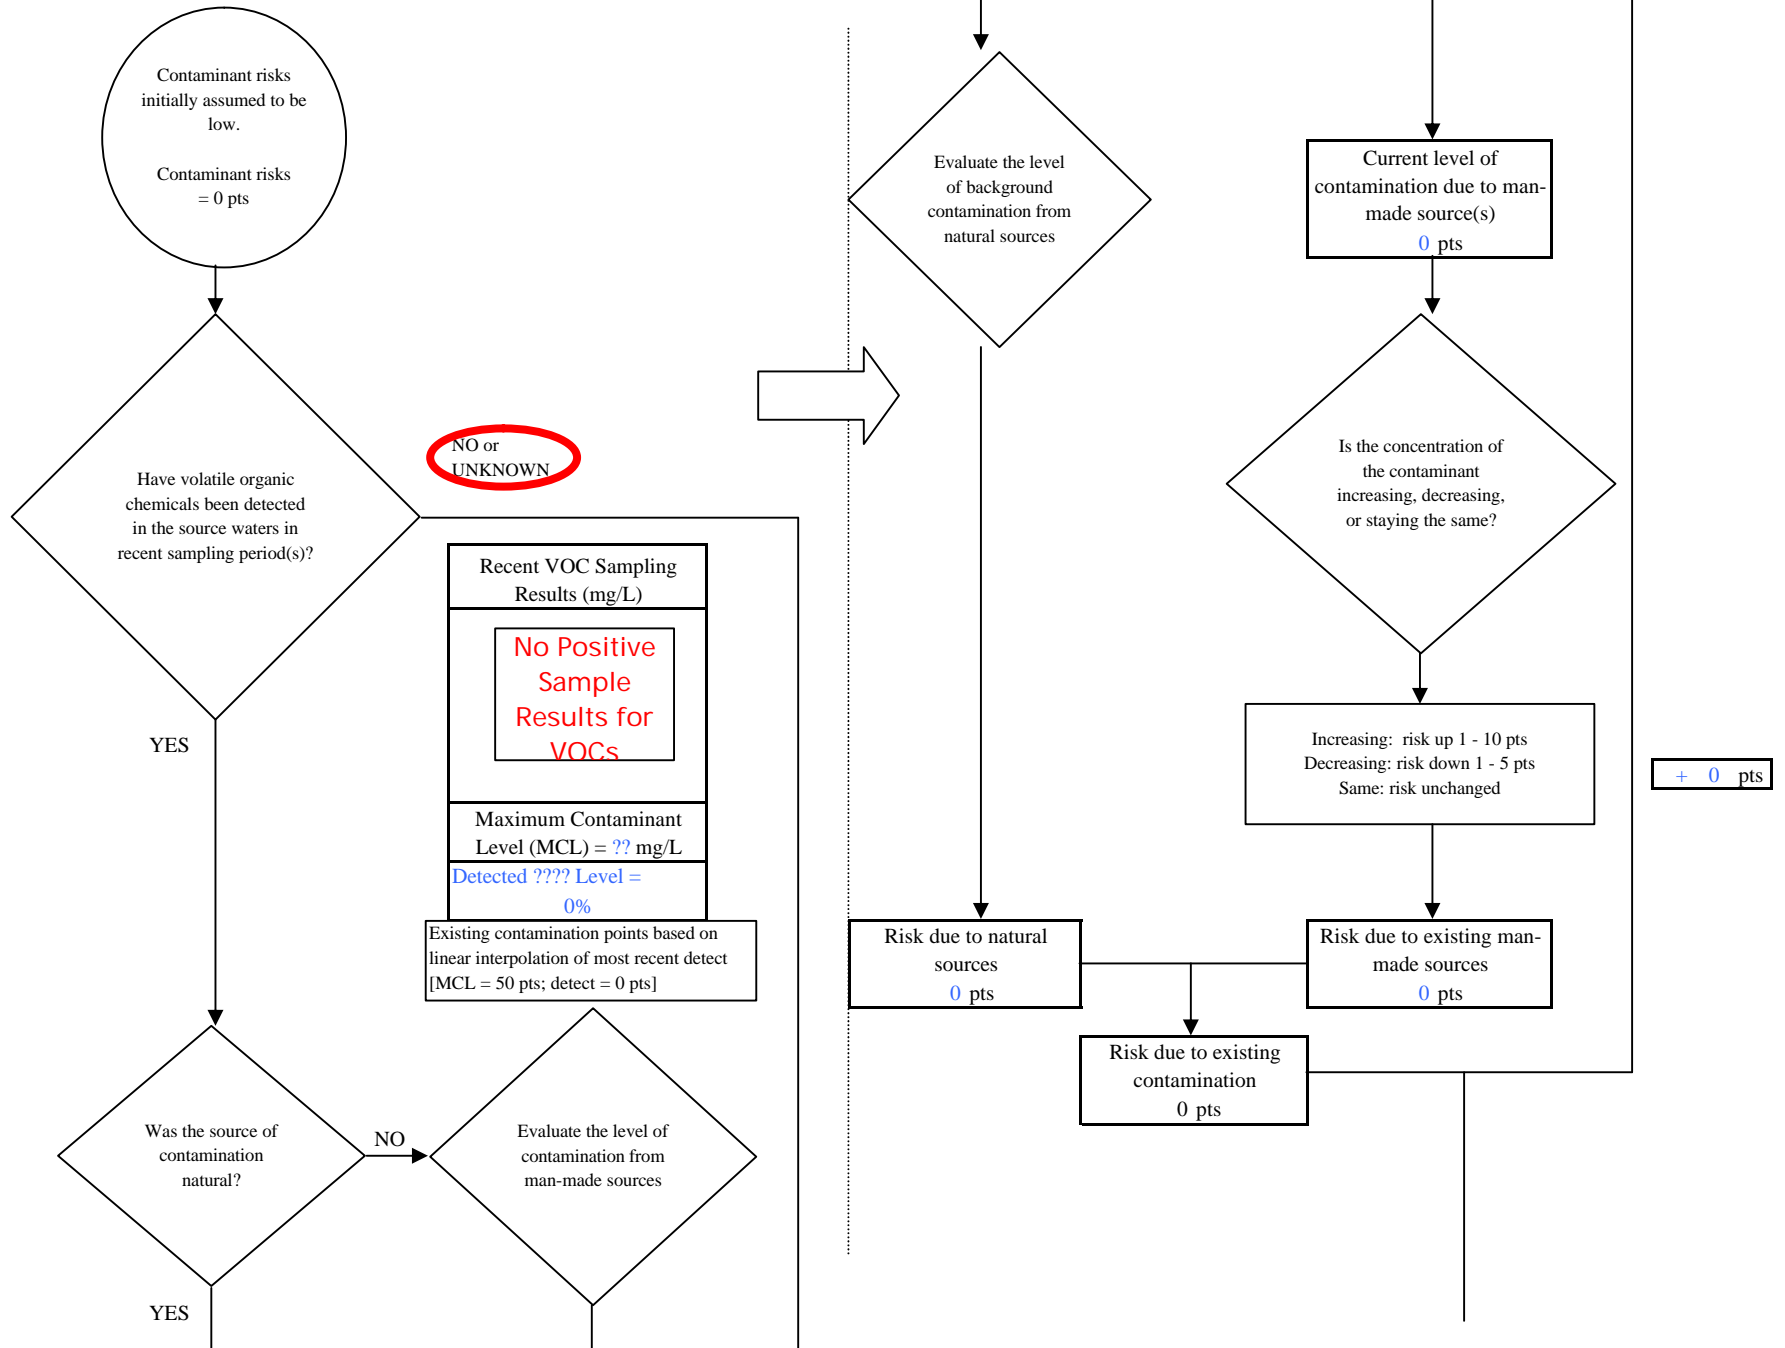 Contaminant risks
initially assumed to be
low.
Contaminant risks
= 0 pts
Have volatile organic
chemicals been detected
in the source waters in
recent sampling period(s)?
NO or
UNKNOWN
YES
Recent VOC Sampling
Results (mg/L)
No Positive
Sample
Results for
VOCs
Maximum Contaminant
Level (MCL) = ?? mg/L
Detected ???? Level =
0%
Existing contamination points based on
linear interpolation of most recent detect
[MCL = 50 pts; detect = 0 pts]
Was the source of
contamination
natural?
NO
YES
Evaluate the level of
contamination from
man-made sources
Evaluate the level
of background
contamination from
natural sources
Current level of
contamination due to man-
made source(s)
0 pts
Is the concentration of
the contaminant
increasing, decreasing,
or staying the same?
Increasing: risk up 1 - 10 pts
Decreasing: risk down 1 - 5 pts
Same: risk unchanged
+ 0 pts
Risk due to natural
sources
0 pts
Risk due to existing man-
made sources
0 pts
Risk due to existing
contamination
0 pts